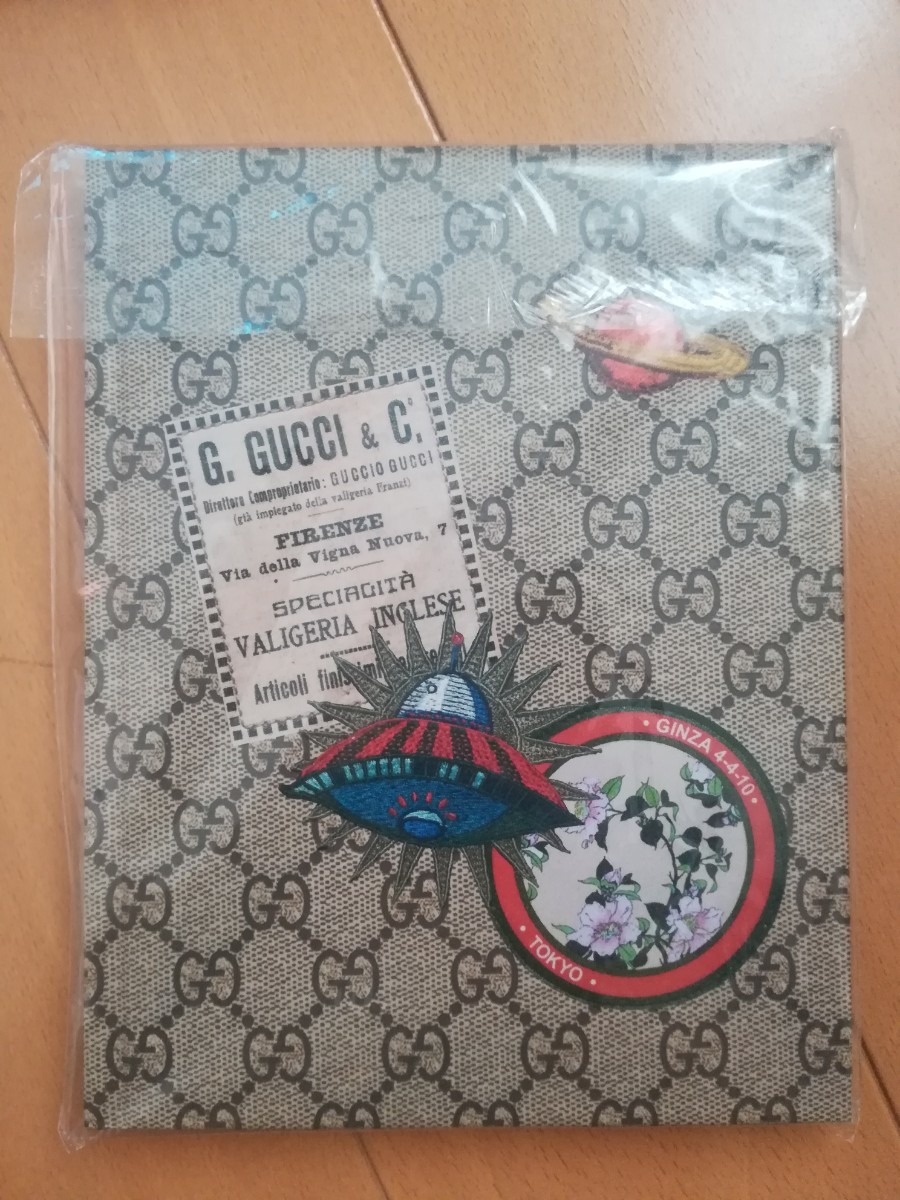 G. GUCCI & C.º
Direttore Comproprietario: GUCCIO GUCCI
(già impiegato della valigeria Franzi)
FIRENZE
Via della Vigna Nuova, 7
SPECIALITÀ
VALIGERIA INGLESE
Articoli
• GINZA 4-4-10 •
• TOKYO •